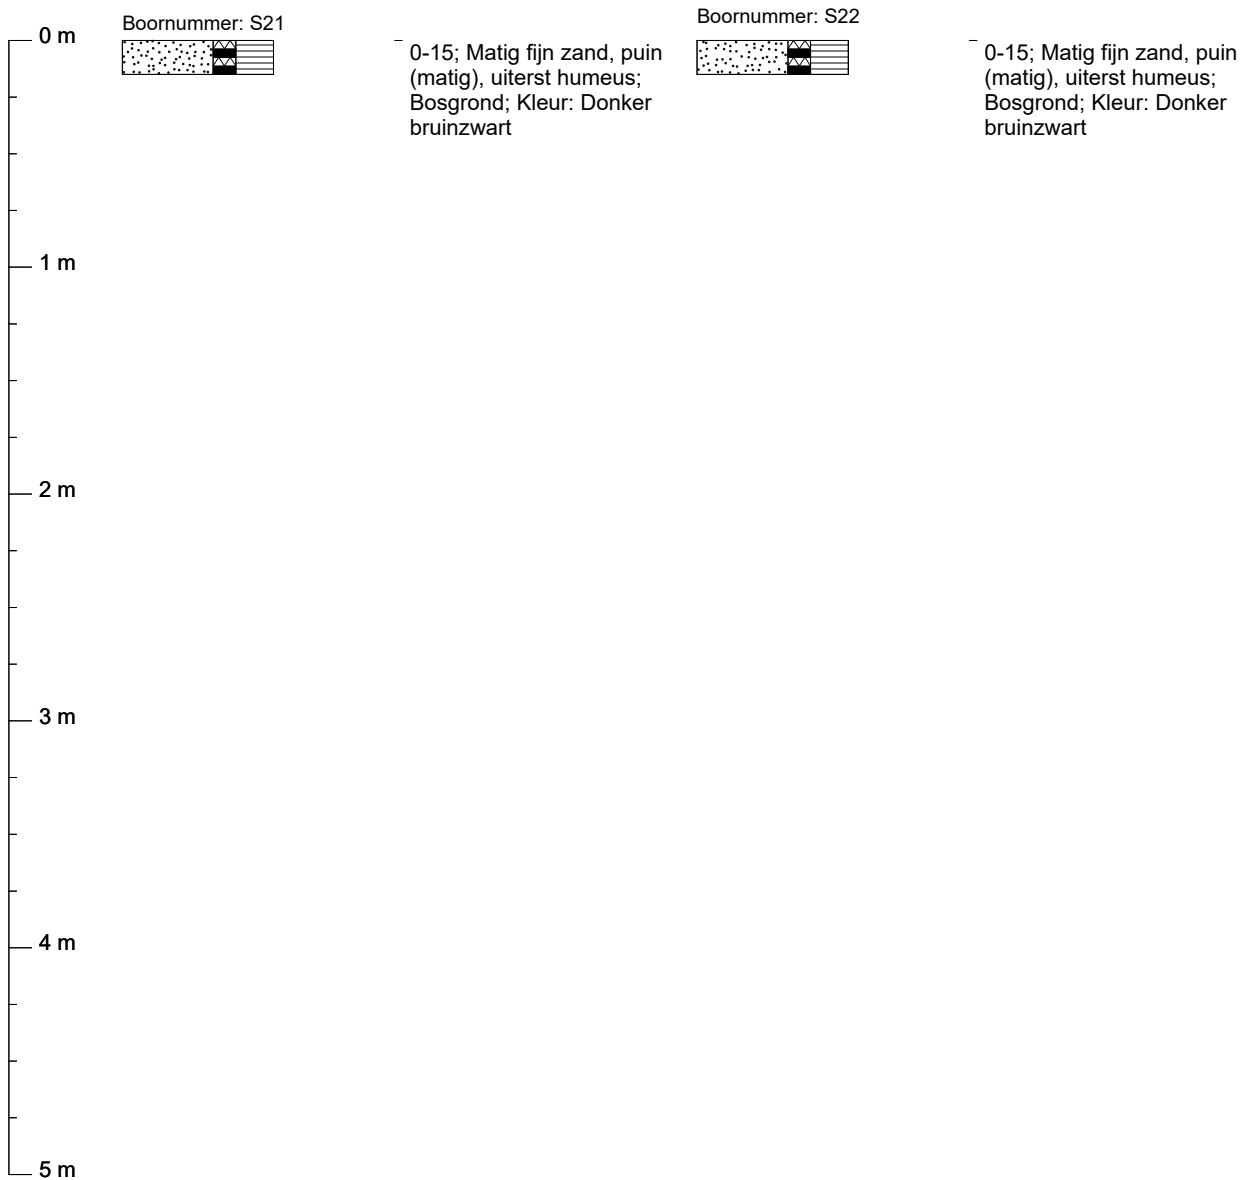 Boornummer: S21
0-15; Matig fijn zand, puin
(matig), uiterst humeus;
Bosgrond; Kleur: Donker
bruinzwart
Boornummer: S22
0-15; Matig fijn zand, puin
(matig), uiterst humeus;
Bosgrond; Kleur: Donker
bruinzwart
0 m
1 m
2 m
3 m
4 m
5 m